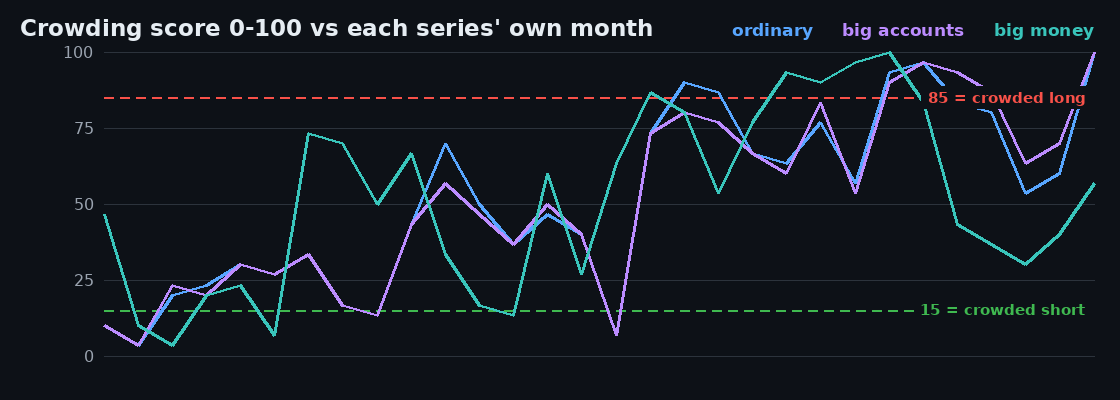 Crowding score 0-100 vs each series' own month
ordinary big accounts big money
100
85 = crowded long
75
50
25
15 = crowded short
0